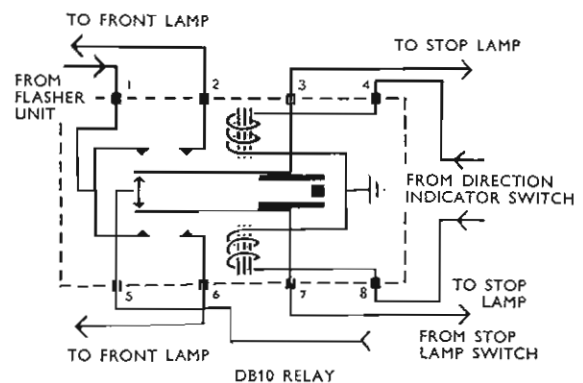 TO FRONT LAMP
TO STOP LAMP
FROM
FLASHER
UNIT
1
2
3
4
FROM DIRECTION
INDICATOR SWITCH
5
6
7
8
TO STOP
LAMP
TO FRONT LAMP
FROM STOP
LAMP SWITCH
DB10 RELAY